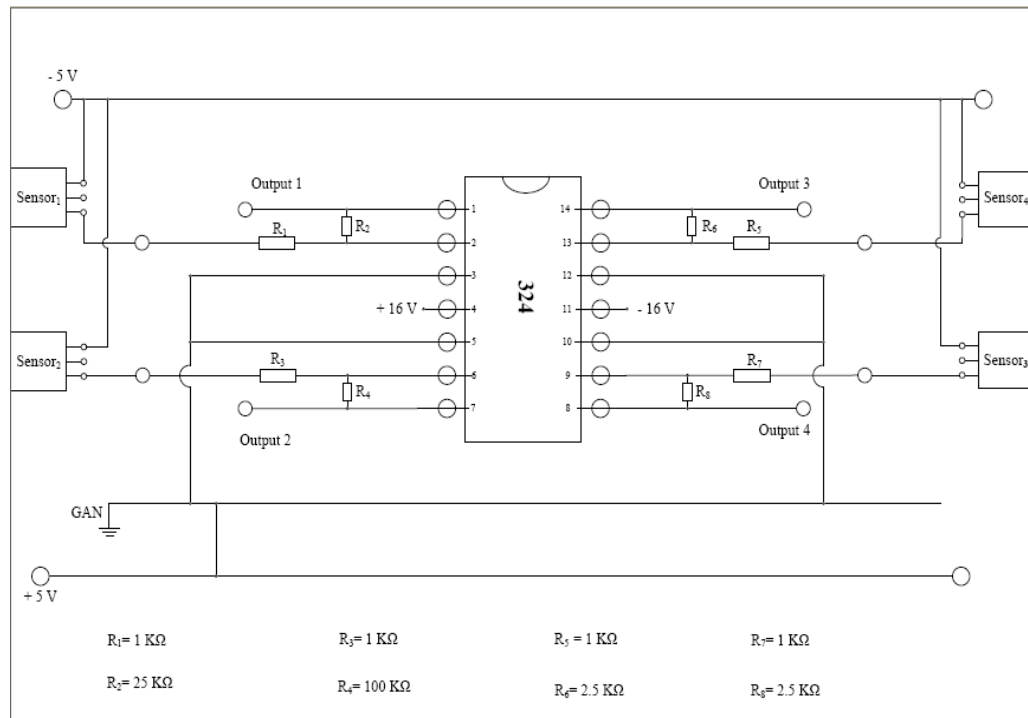 - 5 V
Sensor1
Sensor4
Output 1
Output 3
R1
R2
R6
R5
1
2
3
4
5
6
7
14
13
12
11
10
9
8
324
+ 16 V
- 16 V
Sensor2
Sensor3
R3
R4
R7
R8
Output 2
Output 4
GAN
+ 5 V
R1= 1 KΩ
R3= 1 KΩ
R5 = 1 KΩ
R7= 1 KΩ
R2= 25 KΩ
R4= 100 KΩ
R6= 2.5 KΩ
R8= 2.5 KΩ